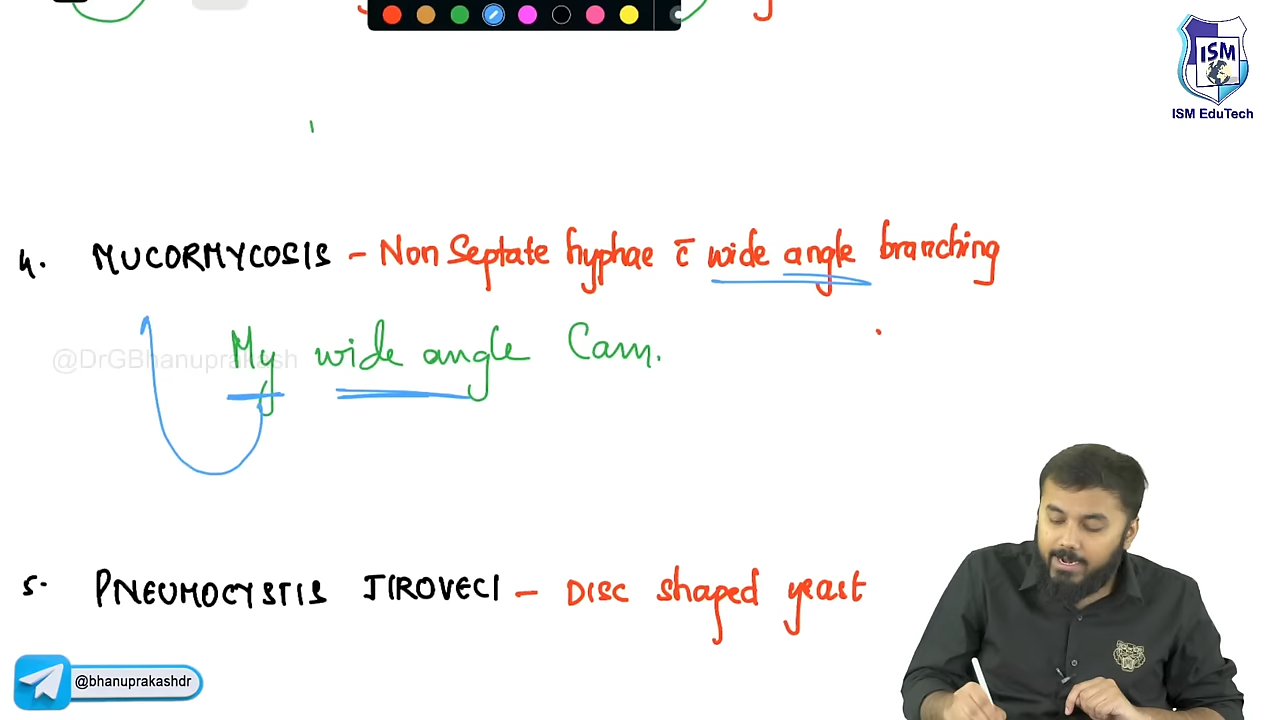 ISM
ISM EduTech
4. MUCORMYCOSIS - Non Septate hyphae c̄ wide angle branching
@DrGBhanuprakash
My wide angle Cam.
5. PNEUMOCYSTIS JIROVECI - DISC shaped yeast
@bhanuprakashdr